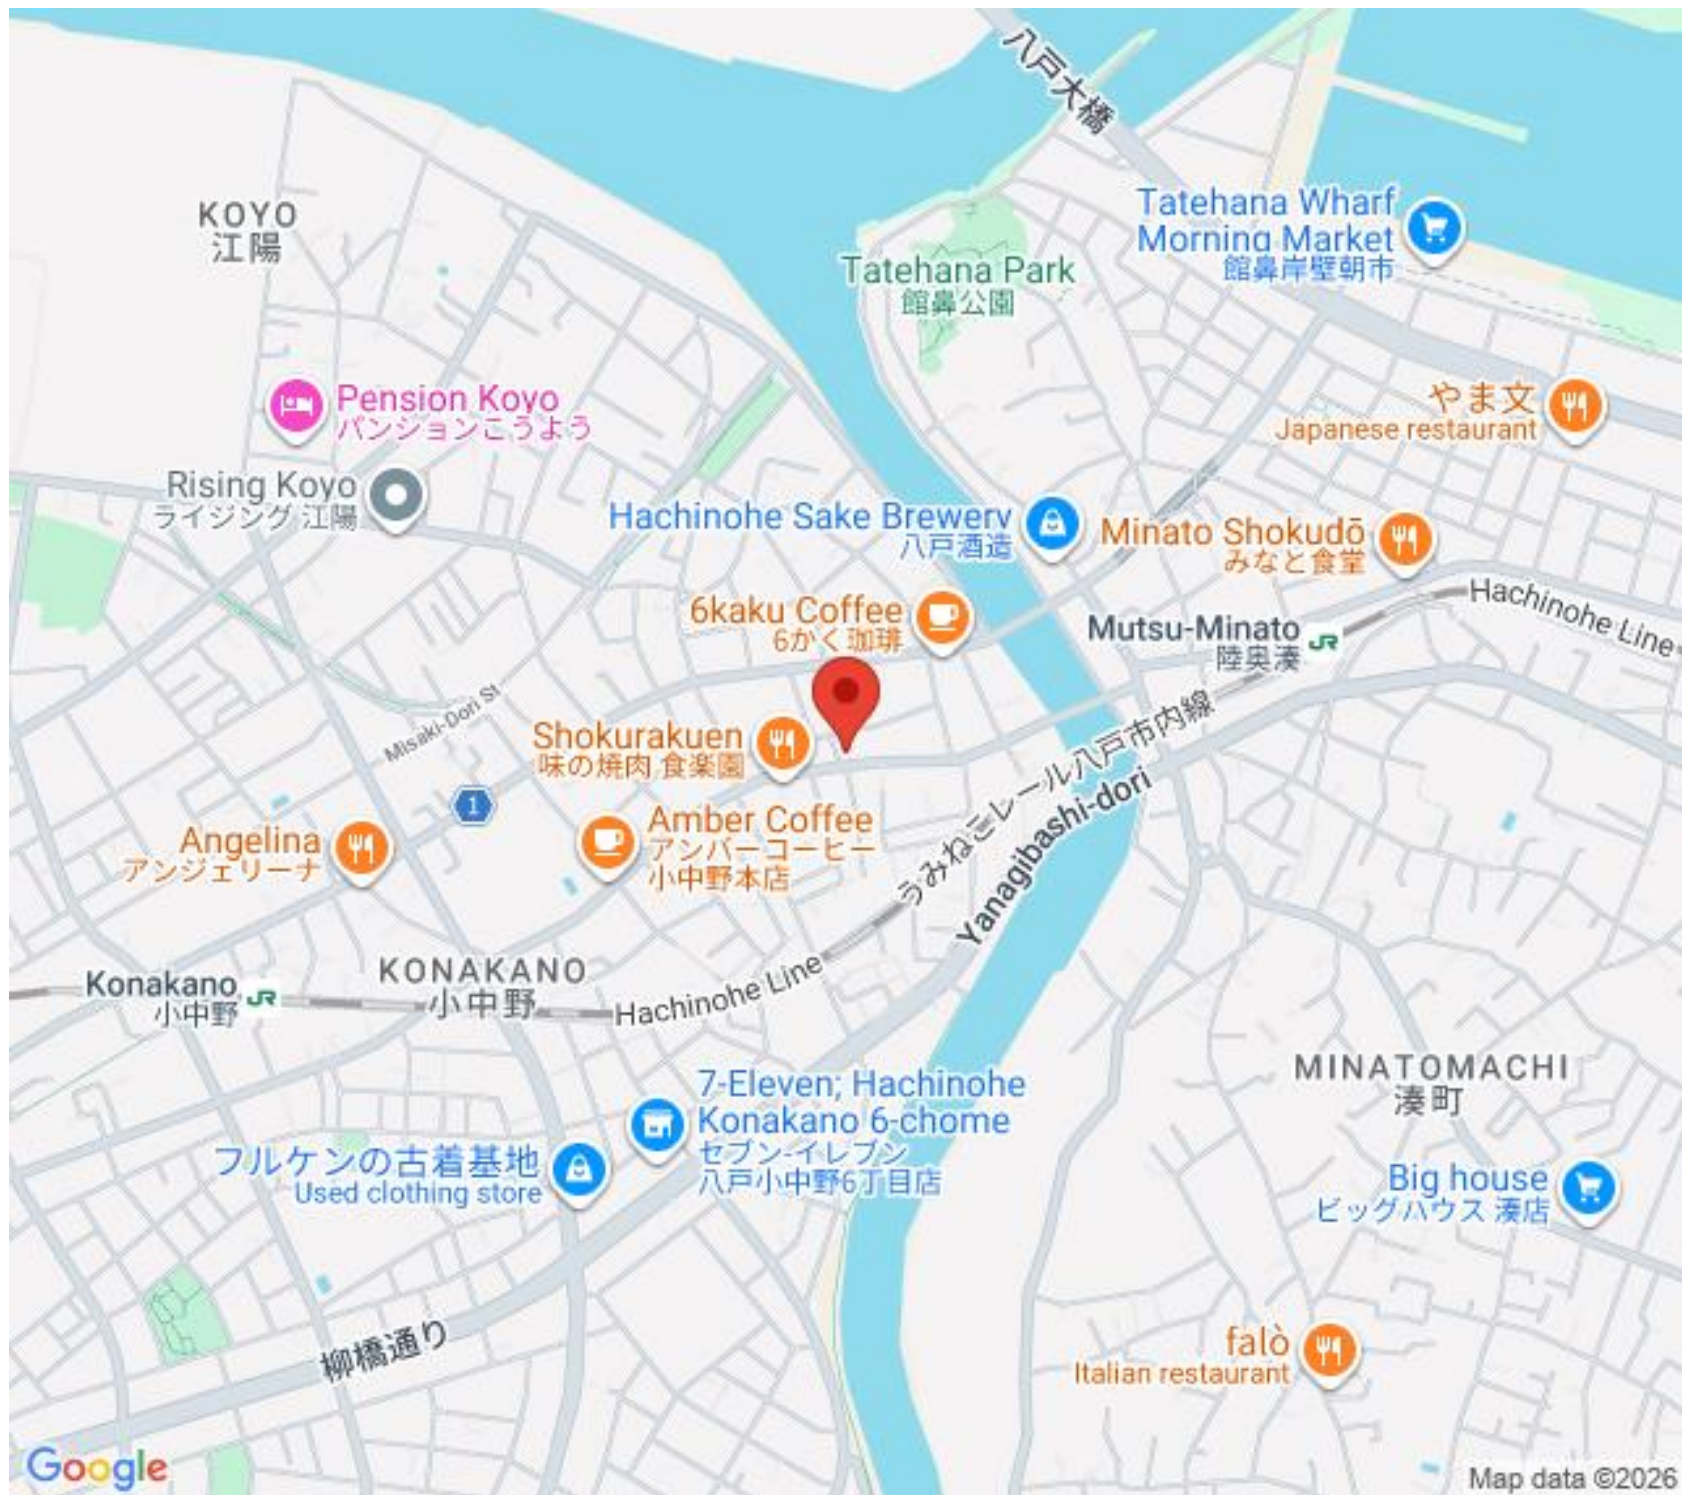 八戸大橋
KOYO
江陽
Tatehana Wharf
Morning Market
館鼻岸壁朝市
Tatehana Park
館鼻公園
Pension Koyo
パンションこうよう
やま文
Japanese restaurant
Rising Koyo
ライジング 江陽
Hachinohe Sake Brewery
八戸酒造
Minato Shokudō
みなと食堂
Hachinohe Line
6kaku Coffee
6かく珈琲
Mutsu-Minato
陸奥湊
JR
Misaki-Dori St
Shokurakuen
味の焼肉 食楽園
うみねこレール八戸市内線
Yanagibashi-dori
1
Angelina
アンジェリーナ
Amber Coffee
アンバーコーヒー
小中野本店
Konakano
小中野
JR
KONAKANO
小中野
Hachinohe Line
7-Eleven; Hachinohe
Konakano 6-chome
セブン-イレブン
八戸小中野6丁目店
MINATOMACHI
湊町
フルケンの古着基地
Used clothing store
Big house
ビッグハウス 湊店
柳橋通り
falò
Italian restaurant
Google
Map data ©2026